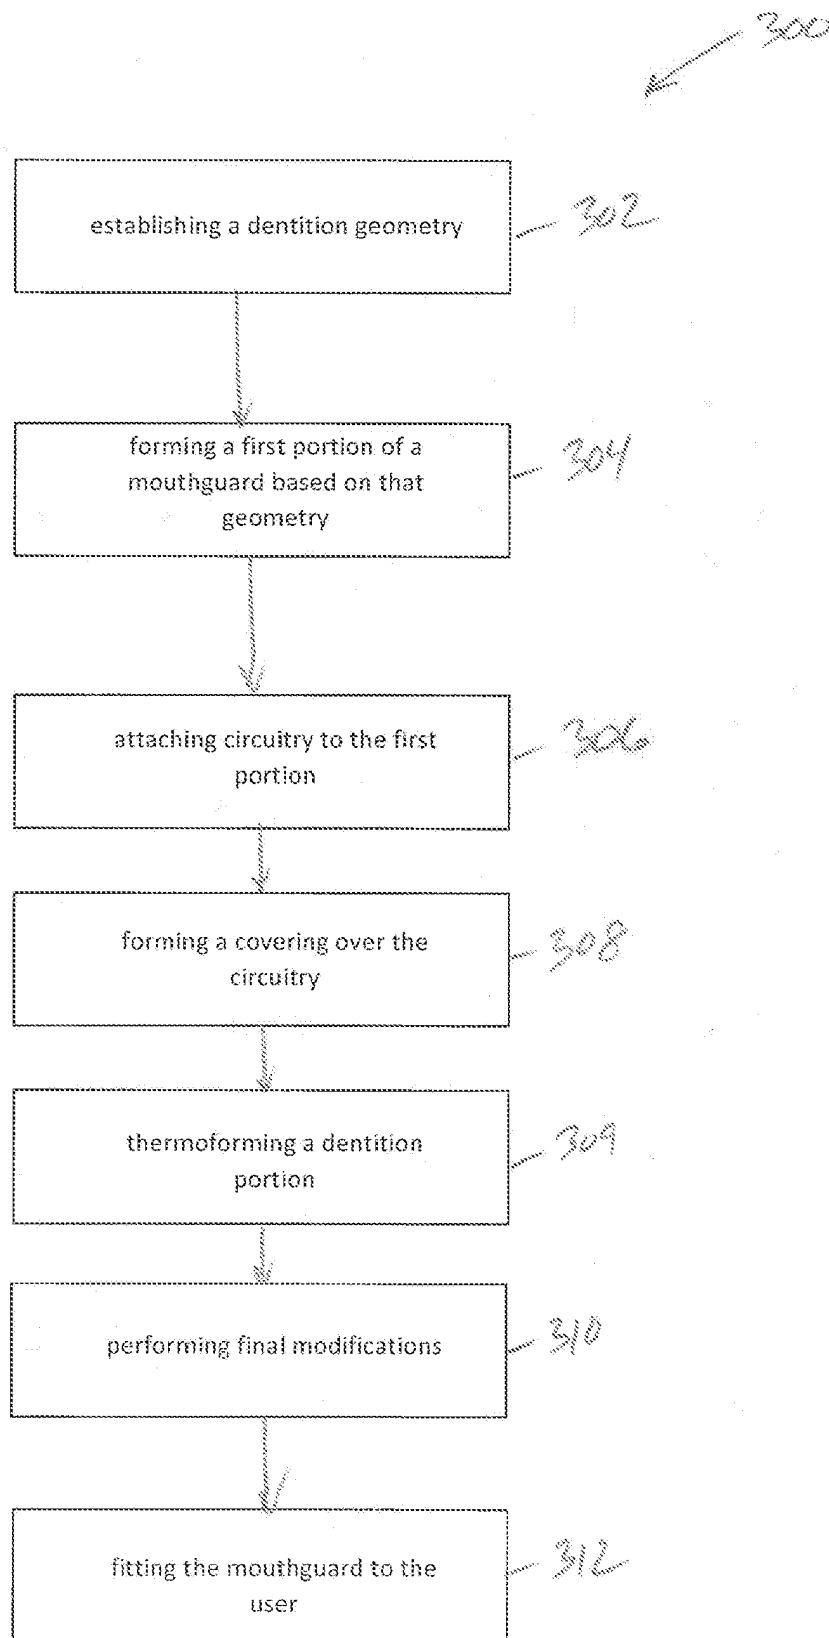 300
establishing a dentition geometry
302
forming a first portion of a
mouthguard based on that
geometry
304
attaching circuitry to the first
portion
306
forming a covering over the
circuitry
308
thermoforming a dentition
portion
309
performing final modifications
310
fitting the mouthguard to the
user
312